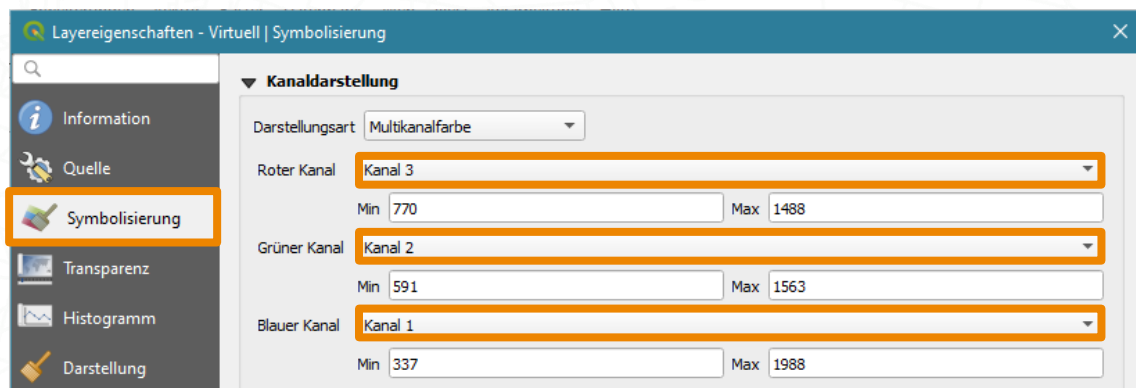 Layereigenschaften - Virtuell | Symbolisierung
Information
Quelle
Symbolisierung
Transparenz
Histogramm
Darstellung
Kanaldarstellung
Darstellungsart Multikanalfarbe
Roter Kanal Kanal 3
Min 770 Max 1488
Grüner Kanal Kanal 2
Min 591 Max 1563
Blauer Kanal Kanal 1
Min 337 Max 1988